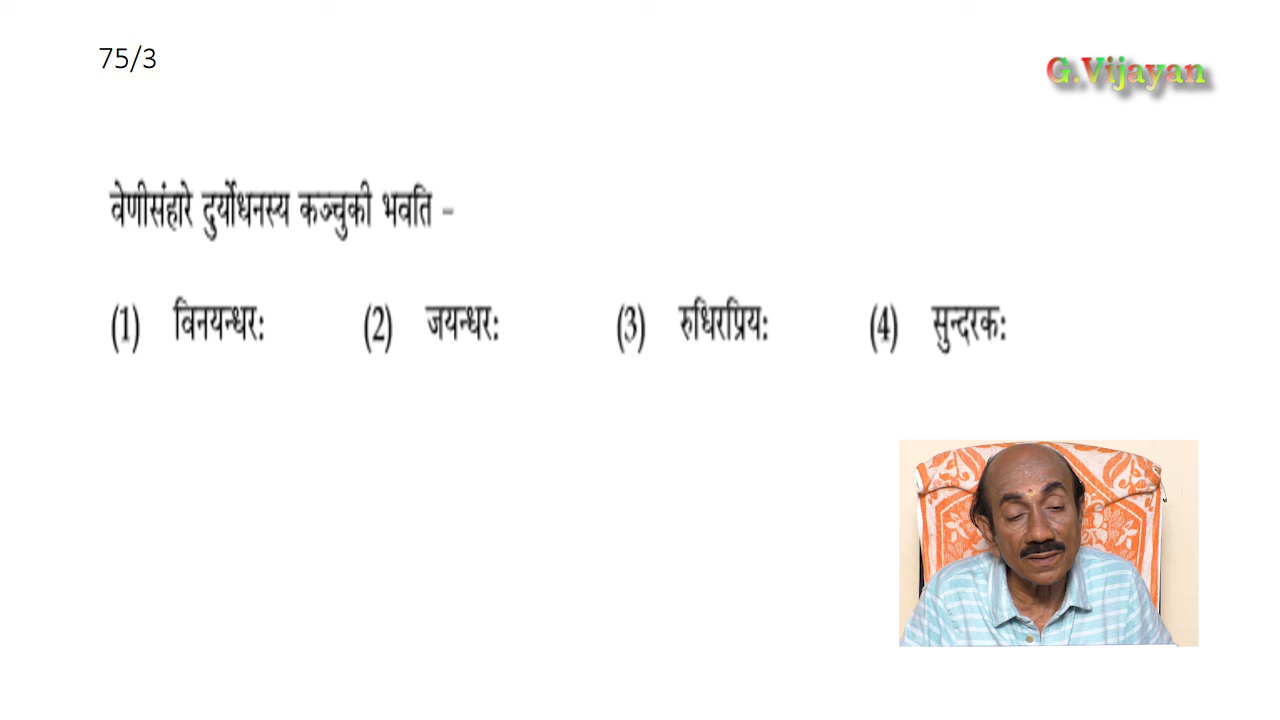 75/3
G.Vijayan
वेणीसंहारे दुर्योधनस्य कञ्चुकी भवति -
(1) विनयन्धरः (2) जयन्धरः (3) रुधिरप्रियः (4) सुन्दरकः